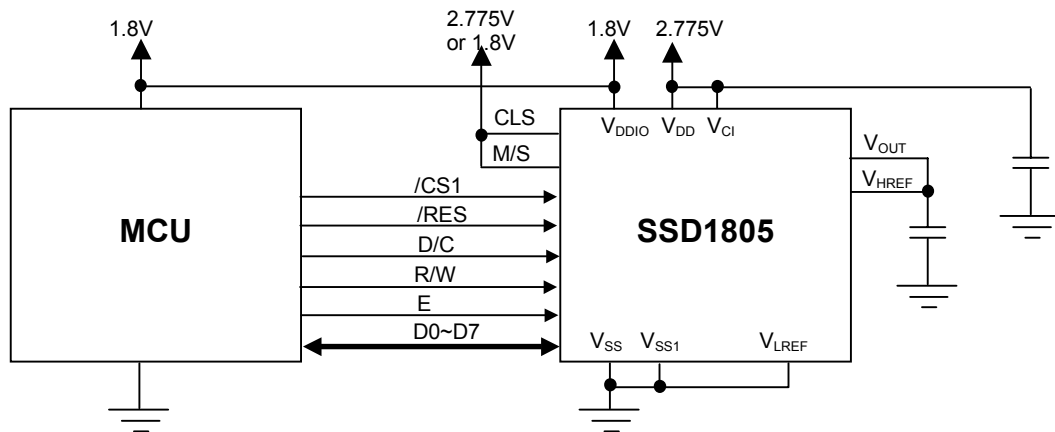 1.8V
2.775V
or 1.8V
1.8V
2.775V
CLS
M/S
VDDIO
VDD
VCI
VOUT
VHREF
/CS1
/RES
D/C
R/W
E
D0~D7
MCU
SSD1805
VSS
VSS1
VLREF